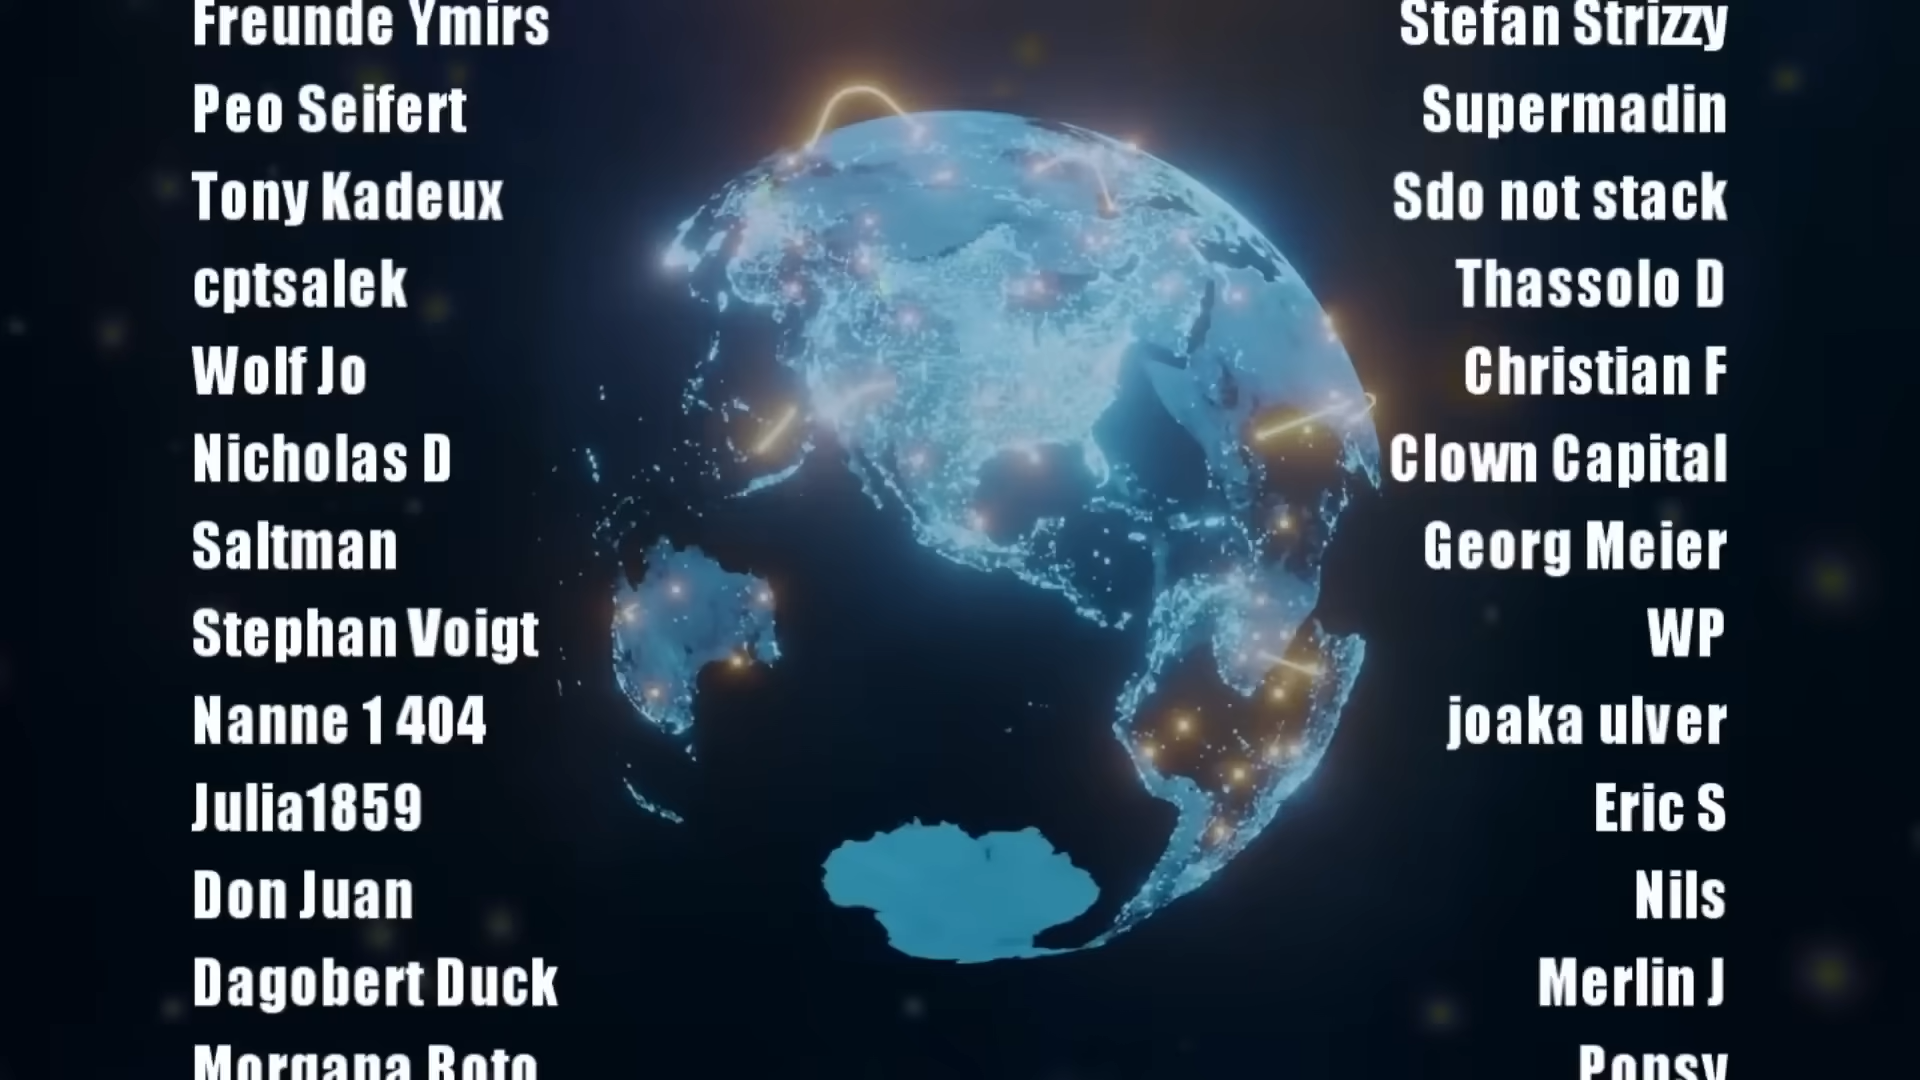 Freunde Ymirs
Peo Seifert
Tony Kadeux
cptsalek
Wolf Jo
Nicholas D
Saltman
Stephan Voigt
Nanne 1 404
Julia1859
Don Juan
Dagobert Duck
Morgana Roto
Stefan Strizzy
Supermadin
Sdo not stack
Thassolo D
Christian F
Clown Capital
Georg Meier
WP
joaka ulver
Eric S
Nils
Merlin J